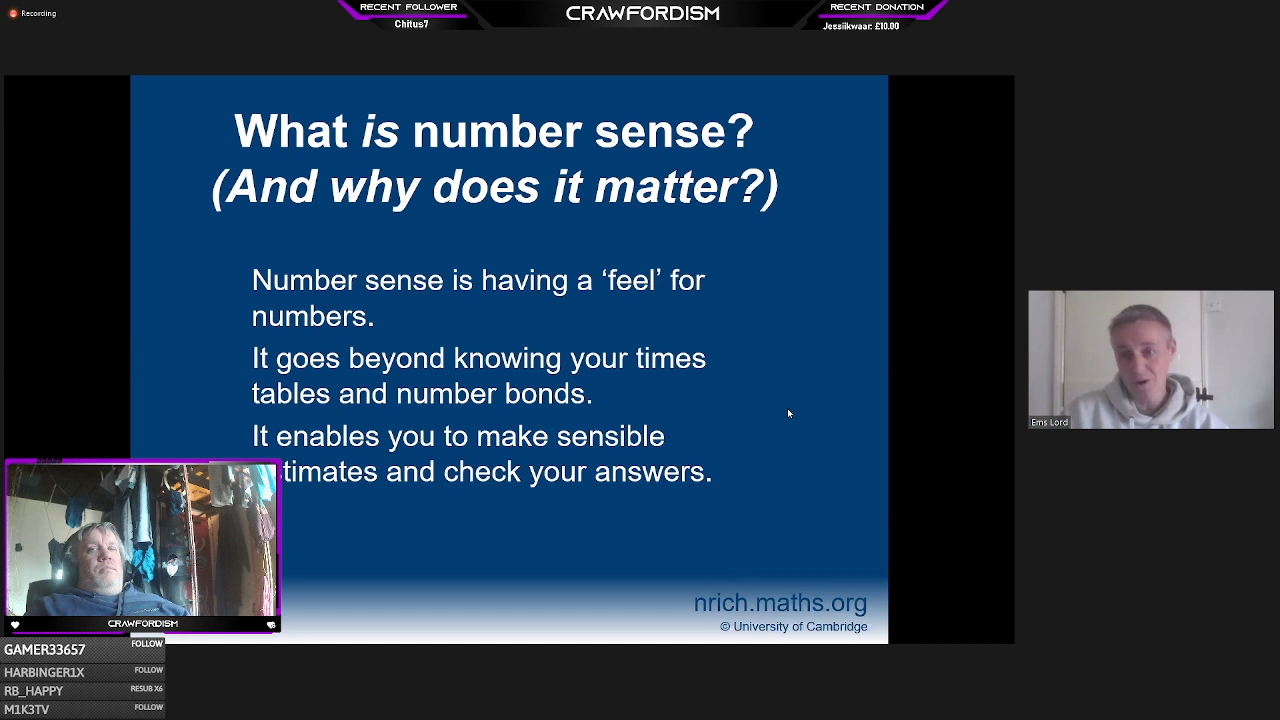 Recording
RECENT FOLLOWER
Chitus7
CRAWFORDISM
RECENT DONATION
Jessiikwaar: £10.00
What is number sense?
(And why does it matter?)
Number sense is having a ‘feel’ for
numbers.
It goes beyond knowing your times
tables and number bonds.
It enables you to make sensible
stimates and check your answers.
Ems Lord
nrich.maths.org
© University of Cambridge
CRAWFORDISM
GAMER33657 FOLLOW
HARBINGER1X FOLLOW
RB_HAPPY RESUB X6
M1K3TV FOLLOW